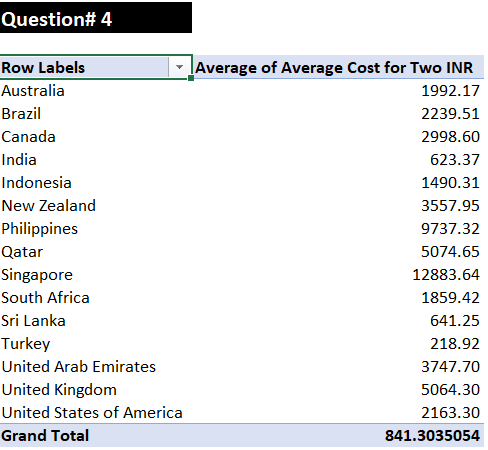 Question# 4
Row Labels Average of Average Cost for Two INR
Australia 1992.17
Brazil 2239.51
Canada 2998.60
India 623.37
Indonesia 1490.31
New Zealand 3557.95
Philippines 9737.32
Qatar 5074.65
Singapore 12883.64
South Africa 1859.42
Sri Lanka 641.25
Turkey 218.92
United Arab Emirates 3747.70
United Kingdom 5064.30
United States of America 2163.30
Grand Total 841.3035054